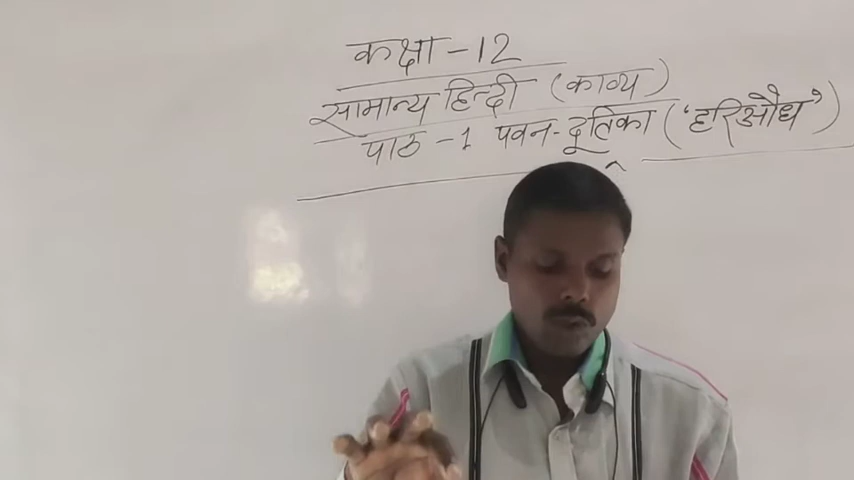 कक्षा - 12
सामान्य हिन्दी (काव्य)
पाठ - 1 पवन-दूतिका ('हरिऔध')